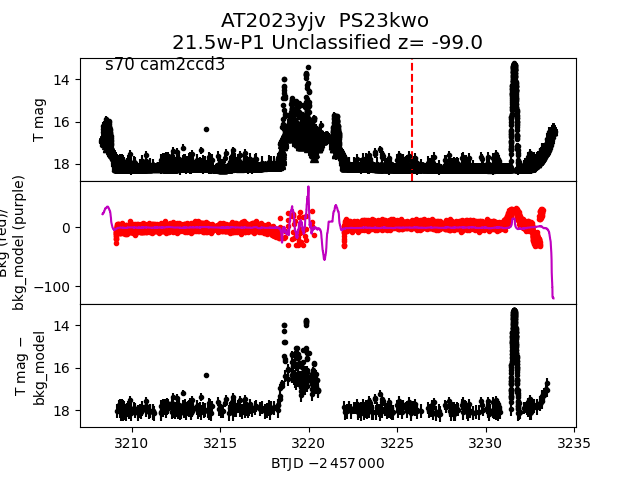 AT2023yjv  PS23kwo
21.5w-P1 Unclassified z= -99.0
s70 cam2ccd3
14
16
18
T mag
0
−100
Bkg (red)/
bkg_model (purple)
14
16
18
T mag −
bkg_model
3210 3215 3220 3225 3230 3235
BTJD −2 457 000